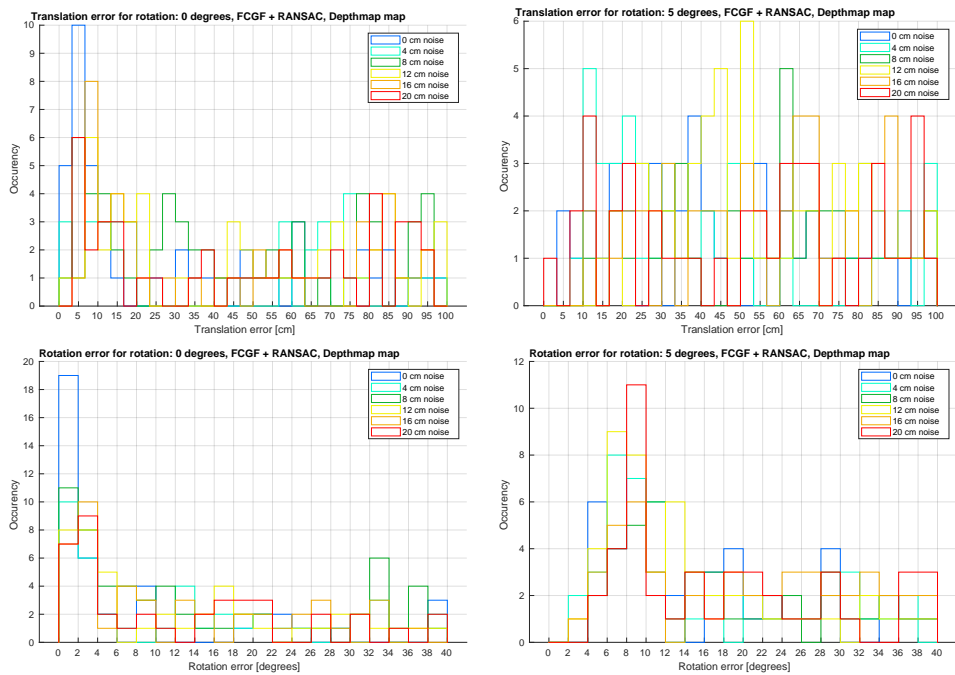 Translation error for rotation: 0 degrees, FCGF + RANSAC, Depthmap map
10
9
8
7
6
5
4
3
2
1
0
Occurency
0 cm noise
4 cm noise
8 cm noise
12 cm noise
16 cm noise
20 cm noise
0 5 10 15 20 25 30 35 40 45 50 55 60 65 70 75 80 85 90 95 100
Translation error [cm]
Translation error for rotation: 5 degrees, FCGF + RANSAC, Depthmap map
6
5
4
3
2
1
0
Occurency
0 cm noise
4 cm noise
8 cm noise
12 cm noise
16 cm noise
20 cm noise
0 5 10 15 20 25 30 35 40 45 50 55 60 65 70 75 80 85 90 95 100
Translation error [cm]
Rotation error for rotation: 0 degrees, FCGF + RANSAC, Depthmap map
20
18
16
14
12
10
8
6
4
2
0
Occurency
0 cm noise
4 cm noise
8 cm noise
12 cm noise
16 cm noise
20 cm noise
0 2 4 6 8 10 12 14 16 18 20 22 24 26 28 30 32 34 36 38 40
Rotation error [degrees]
Rotation error for rotation: 5 degrees, FCGF + RANSAC, Depthmap map
12
10
8
6
4
2
0
Occurency
0 cm noise
4 cm noise
8 cm noise
12 cm noise
16 cm noise
20 cm noise
0 2 4 6 8 10 12 14 16 18 20 22 24 26 28 30 32 34 36 38 40
Rotation error [degrees]